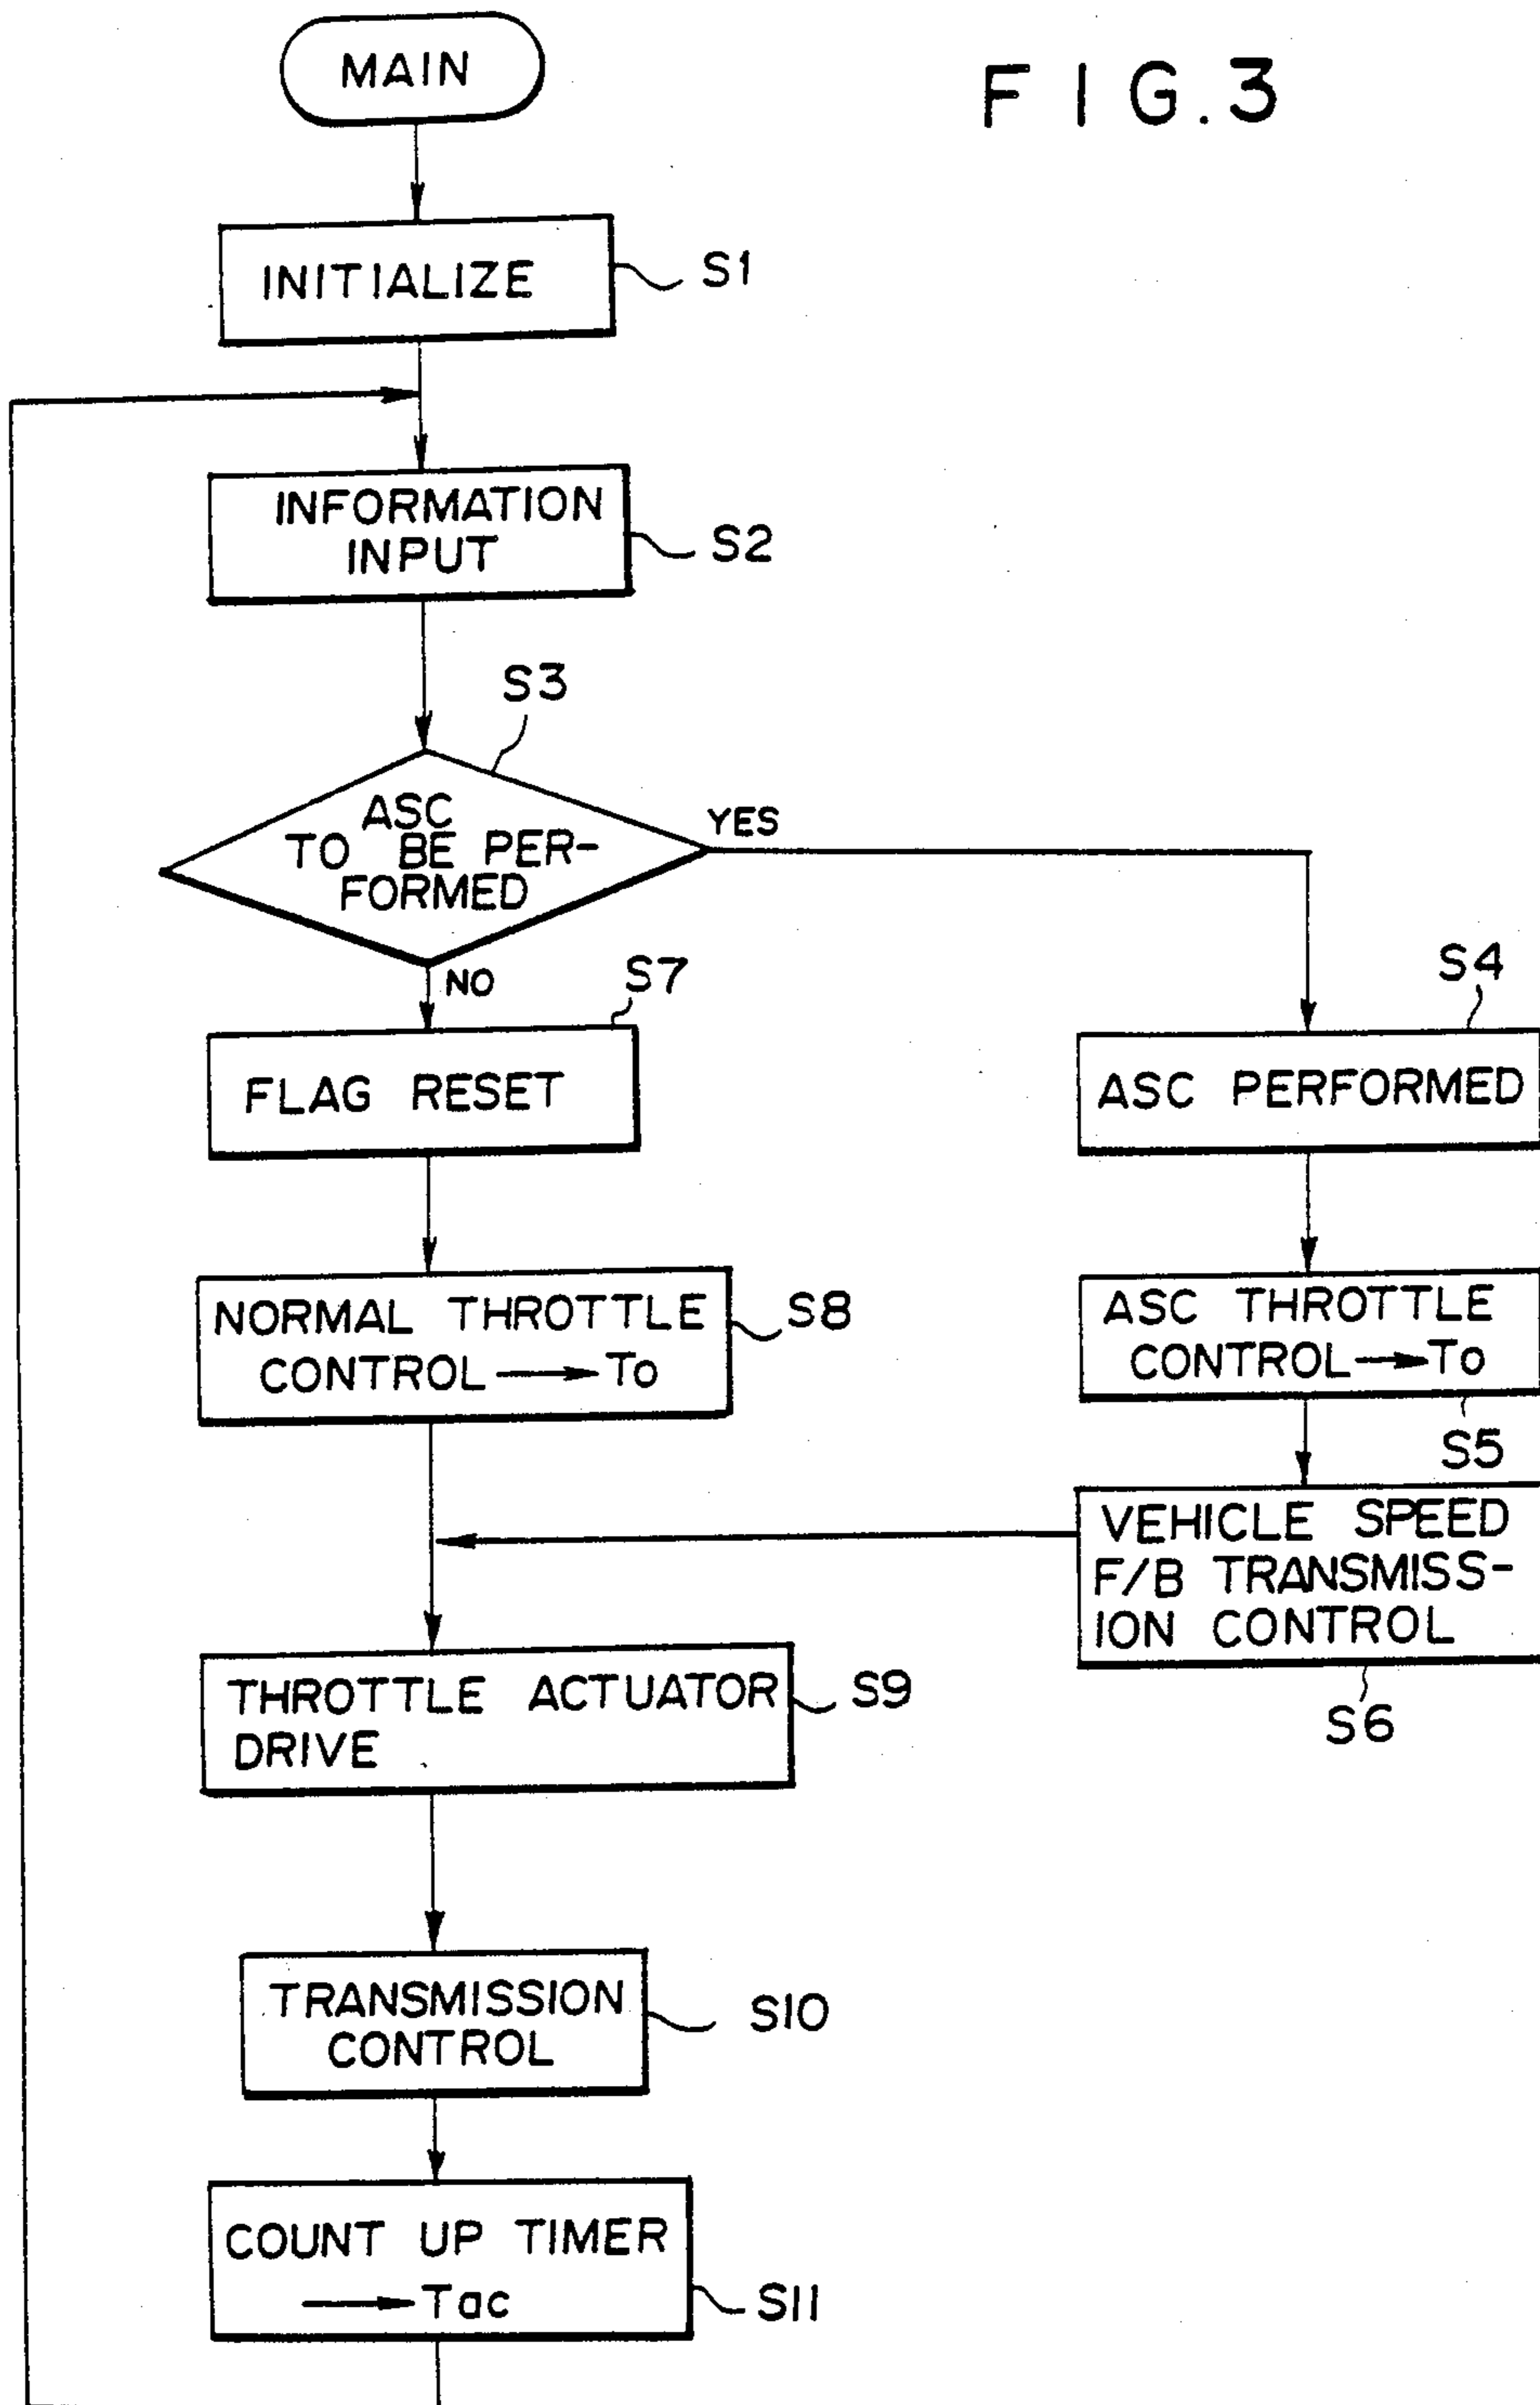 MAIN
FIG.3
INITIALIZE
S1
INFORMATION
INPUT
S2
S3
ASC
TO BE PER-
FORMED
YES
NO
S7
S4
FLAG RESET
ASC PERFORMED
NORMAL THROTTLE
CONTROL → To
S8
ASC THROTTLE
CONTROL → To
S5
VEHICLE SPEED
F/B TRANSMISS-
ION CONTROL
S6
THROTTLE ACTUATOR
DRIVE
S9
TRANSMISSION
CONTROL
S10
COUNT UP TIMER
→ Tac
S11